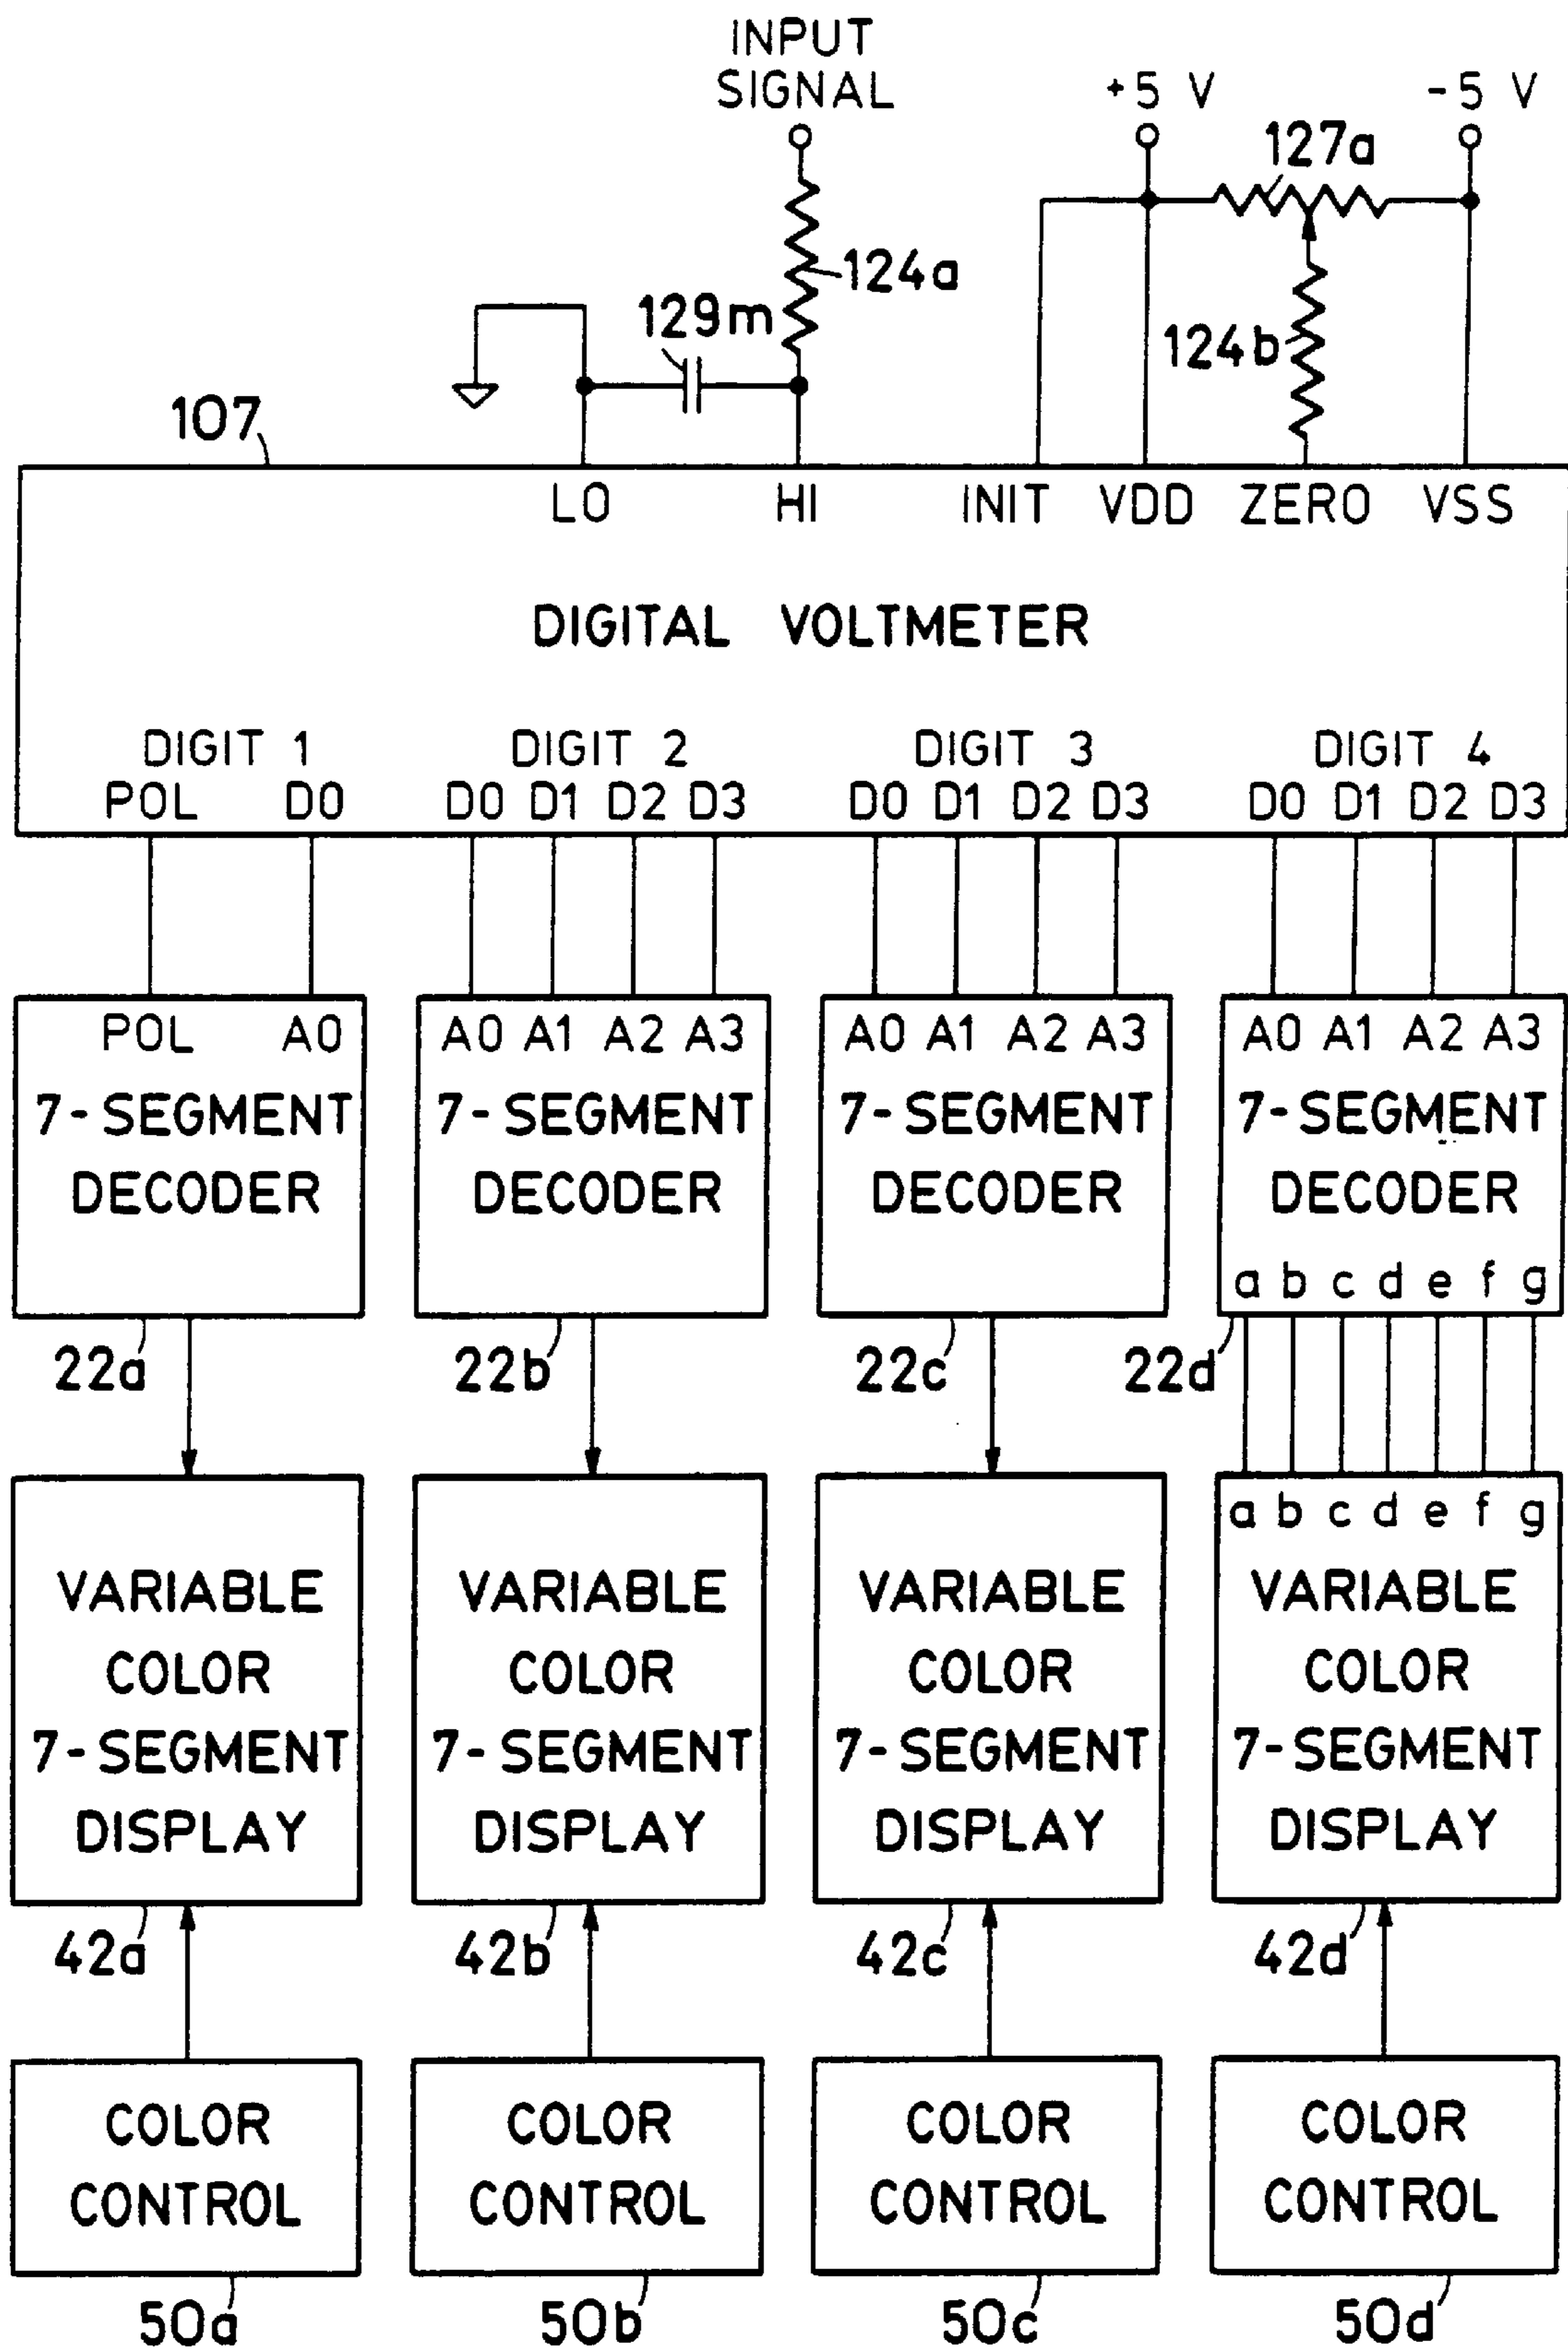 INPUT
SIGNAL
+5 V
-5 V
127a
124a
129m
124b
107
LO HI INIT VDD ZERO VSS
DIGITAL VOLTMETER
DIGIT 1 DIGIT 2 DIGIT 3 DIGIT 4
POL D0 D0 D1 D2 D3 D0 D1 D2 D3 D0 D1 D2 D3
POL A0 A0 A1 A2 A3 A0 A1 A2 A3 A0 A1 A2 A3
7-SEGMENT 7-SEGMENT 7-SEGMENT 7-SEGMENT
DECODER DECODER DECODER DECODER
a b c d e f g
22a 22b 22c 22d
a b c d e f g
VARIABLE VARIABLE VARIABLE VARIABLE
COLOR COLOR COLOR COLOR
7-SEGMENT 7-SEGMENT 7-SEGMENT 7-SEGMENT
DISPLAY DISPLAY DISPLAY DISPLAY
42a 42b 42c 42d
COLOR COLOR COLOR COLOR
CONTROL CONTROL CONTROL CONTROL
50a 50b 50c 50d